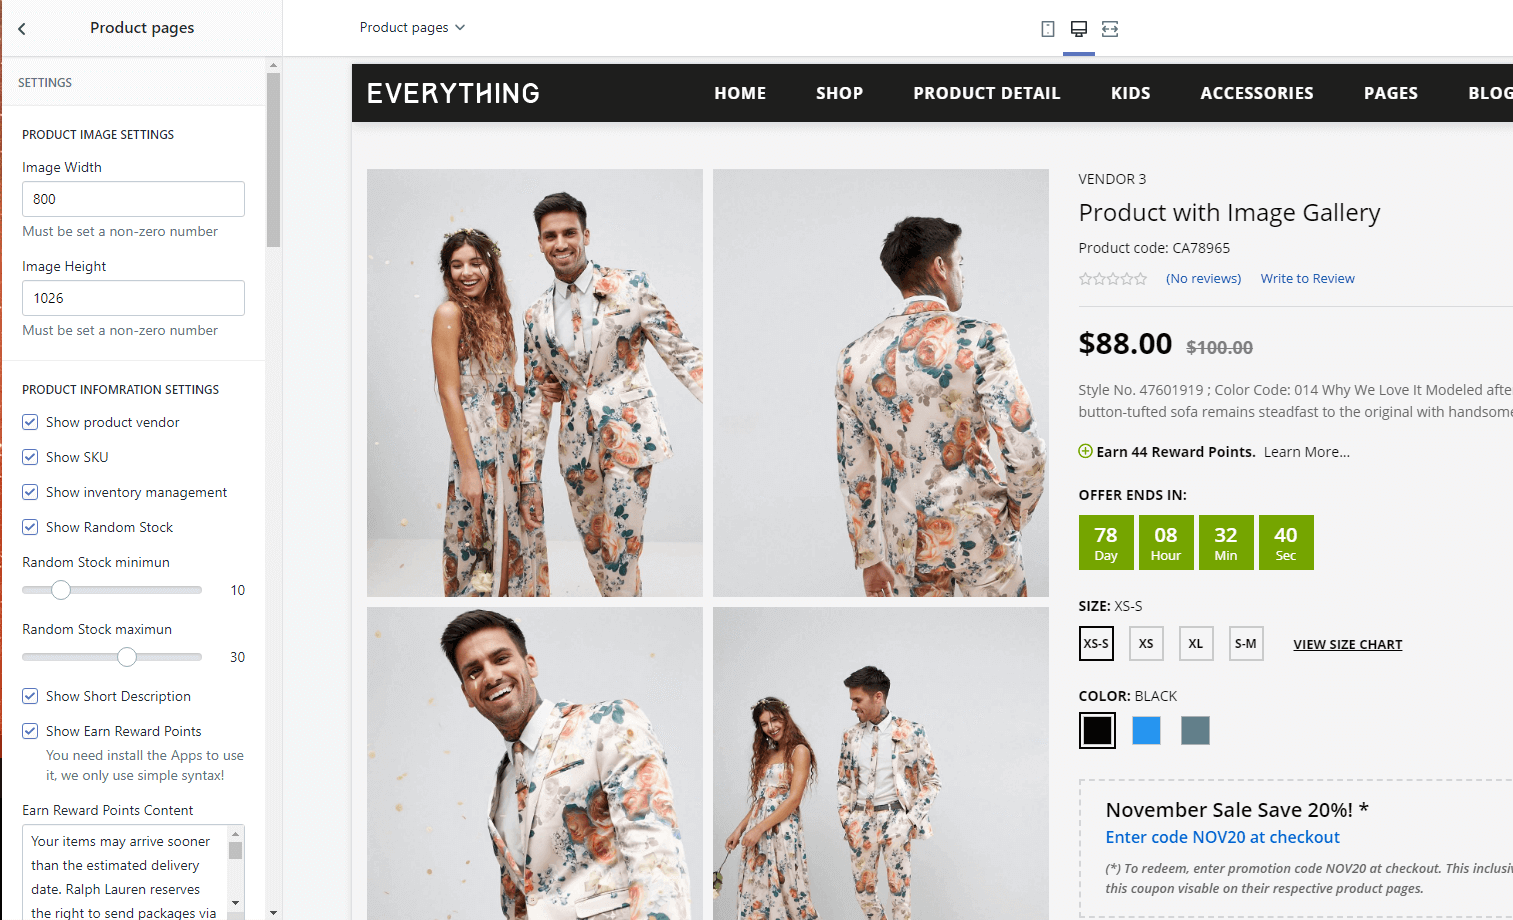 Product pages
SETTINGS
PRODUCT IMAGE SETTINGS
Image Width
800
Must be set a non-zero number
Image Height
1026
Must be set a non-zero number
PRODUCT INFOMRATION SETTINGS
Show product vendor
Show SKU
Show inventory management
Show Random Stock
Random Stock minimun
10
Random Stock maximun
30
Show Short Description
Show Earn Reward Points
You need install the Apps to use
it, we only use simple syntax!
Earn Reward Points Content
Your items may arrive sooner
than the estimated delivery
date. Ralph Lauren reserves
the right to send packages via
Product pages
EVERYTHING
HOME SHOP PRODUCT DETAIL KIDS ACCESSORIES PAGES BLOG
VENDOR 3
Product with Image Gallery
Product code: CA78965
(No reviews) Write to Review
$88.00 $100.00
Style No. 47601919 ; Color Code: 014 Why We Love It Modeled after
button-tufted sofa remains steadfast to the original with handsome
Earn 44 Reward Points. Learn More...
OFFER ENDS IN:
78 08 32 40
Day Hour Min Sec
SIZE: XS-S
XS-S XS XL S-M VIEW SIZE CHART
COLOR: BLACK
November Sale Save 20%! *
Enter code NOV20 at checkout
(*) To redeem, enter promotion code NOV20 at checkout. This inclusi
this coupon visable on their respective product pages.